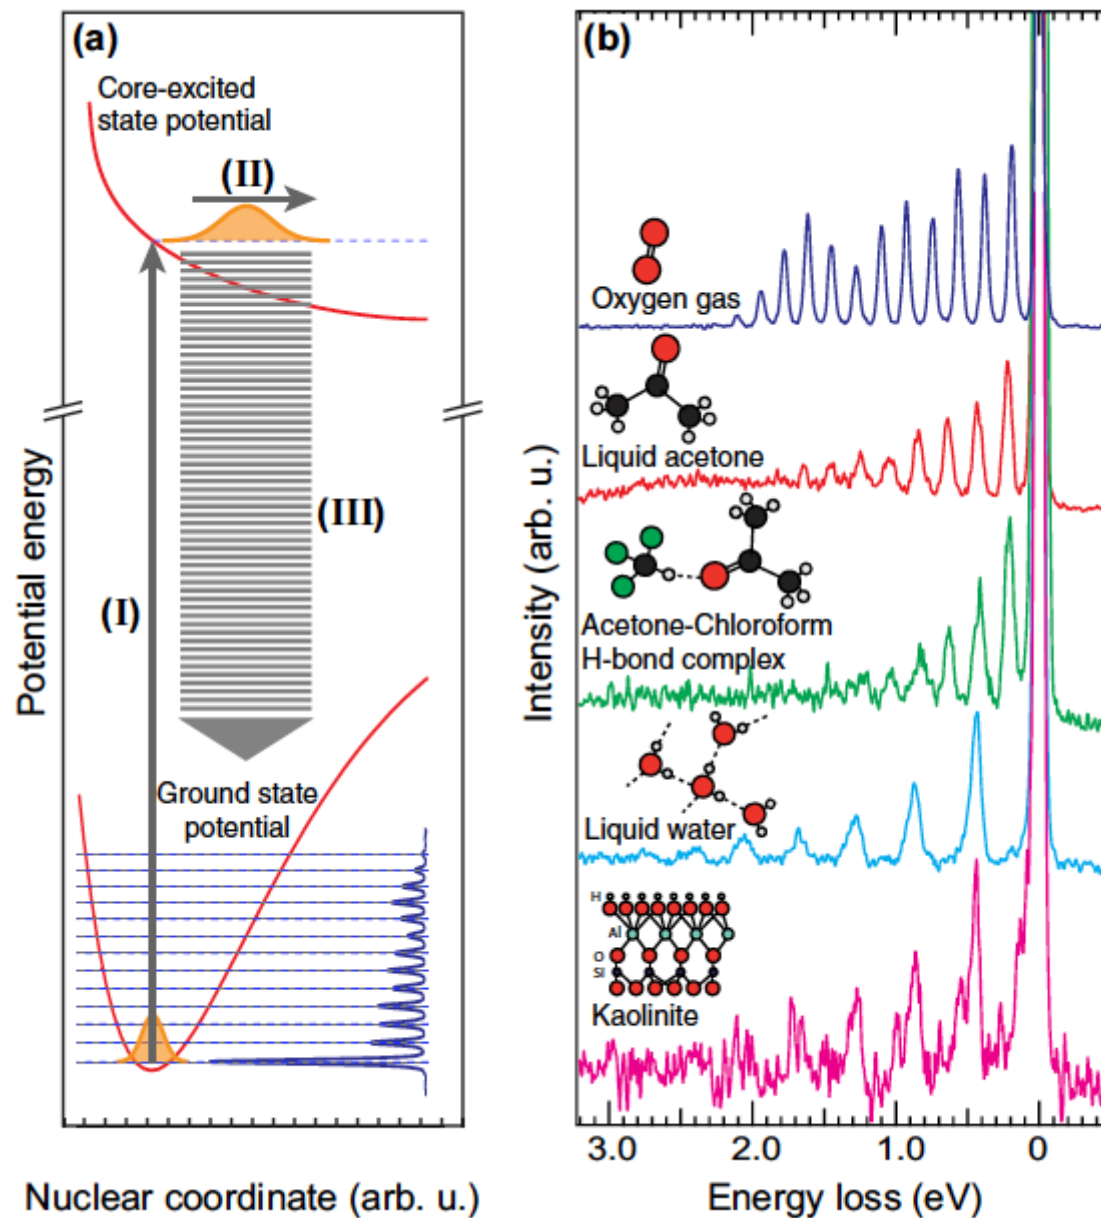 (a)
Core-excited
state potential
(II)
(III)
(I)
Ground state
potential
Potential energy
Nuclear coordinate (arb. u.)
(b)
Oxygen gas
Liquid acetone
Acetone-Chloroform
H-bond complex
Liquid water
H
Al
O
SI
Kaolinite
Intensity (arb. u.)
3.0 2.0 1.0 0
Energy loss (eV)